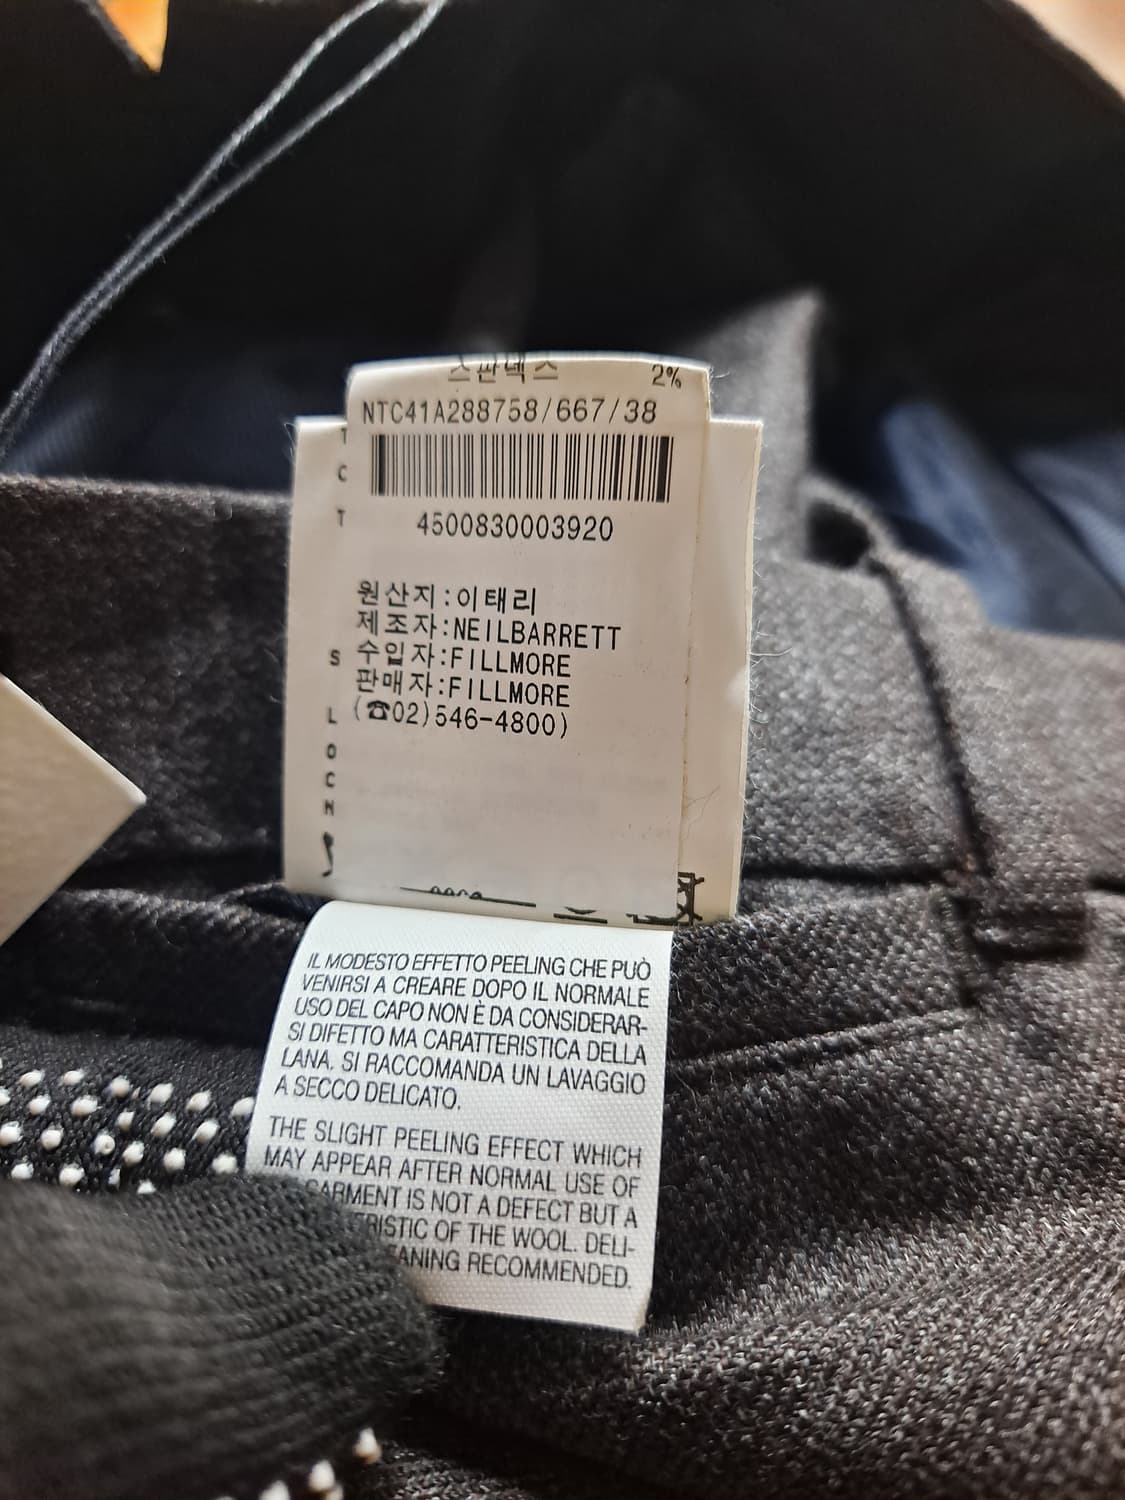 스판덱스 2%
NTC41A288758/667/38
4500830003920
원산지:이태리
제조자:NEILBARRETT
수입자:FILLMORE
판매자:FILLMORE
(☎02)546-4800)
T
C
T
S
L
O
C
IL MODESTO EFFETTO PEELING CHE PUÒ
VENIRSI A CREARE DOPO IL NORMALE
USO DEL CAPO NON È DA CONSIDERAR-
SI DIFETTO MA CARATTERISTICA DELLA
LANA. SI RACCOMANDA UN LAVAGGIO
A SECCO DELICATO.
THE SLIGHT PEELING EFFECT WHICH
MAY APPEAR AFTER NORMAL USE OF
GARMENT IS NOT A DEFECT BUT A
OF THE WOOL. DELI-
RECOMMENDED.